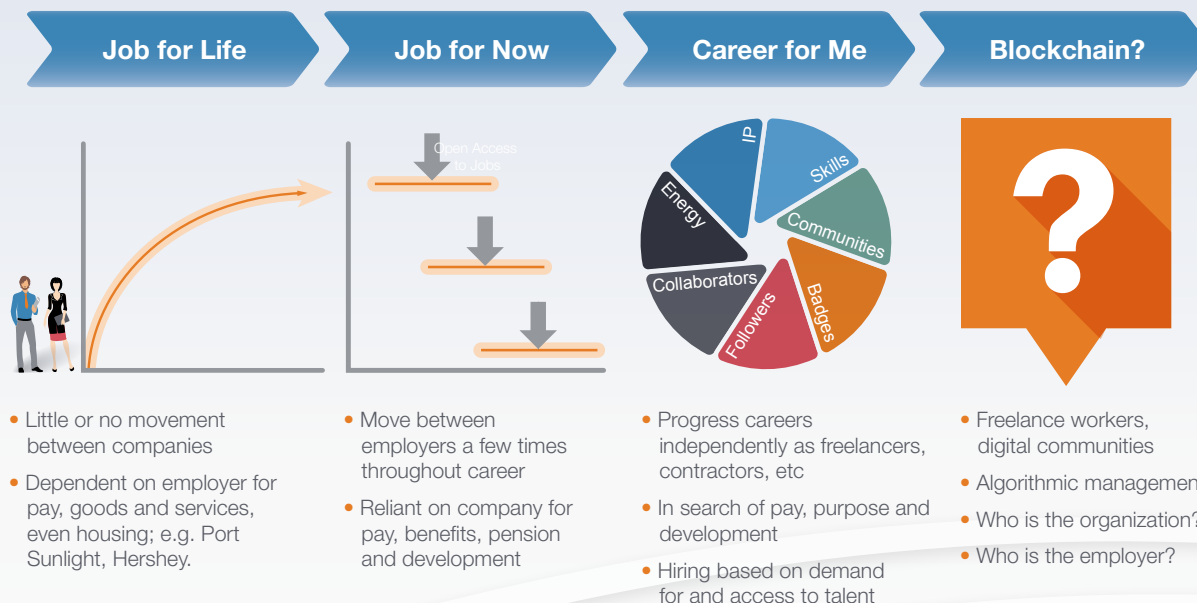 Job for Life
Job for Now
Career for Me
Blockchain?
Open Access
to Jobs
IP
Skills
Communities
Badges
Followers
Collaborators
Energy
• Little or no movement
between companies
• Dependent on employer for
pay, goods and services,
even housing; e.g. Port
Sunlight, Hershey.
• Move between
employers a few times
throughout career
• Reliant on company for
pay, benefits, pension
and development
• Progress careers
independently as freelancers,
contractors, etc
• In search of pay, purpose and
development
• Hiring based on demand
for and access to talent
?
• Freelance workers,
digital communities
• Algorithmic managemen
• Who is the organization?
• Who is the employer?